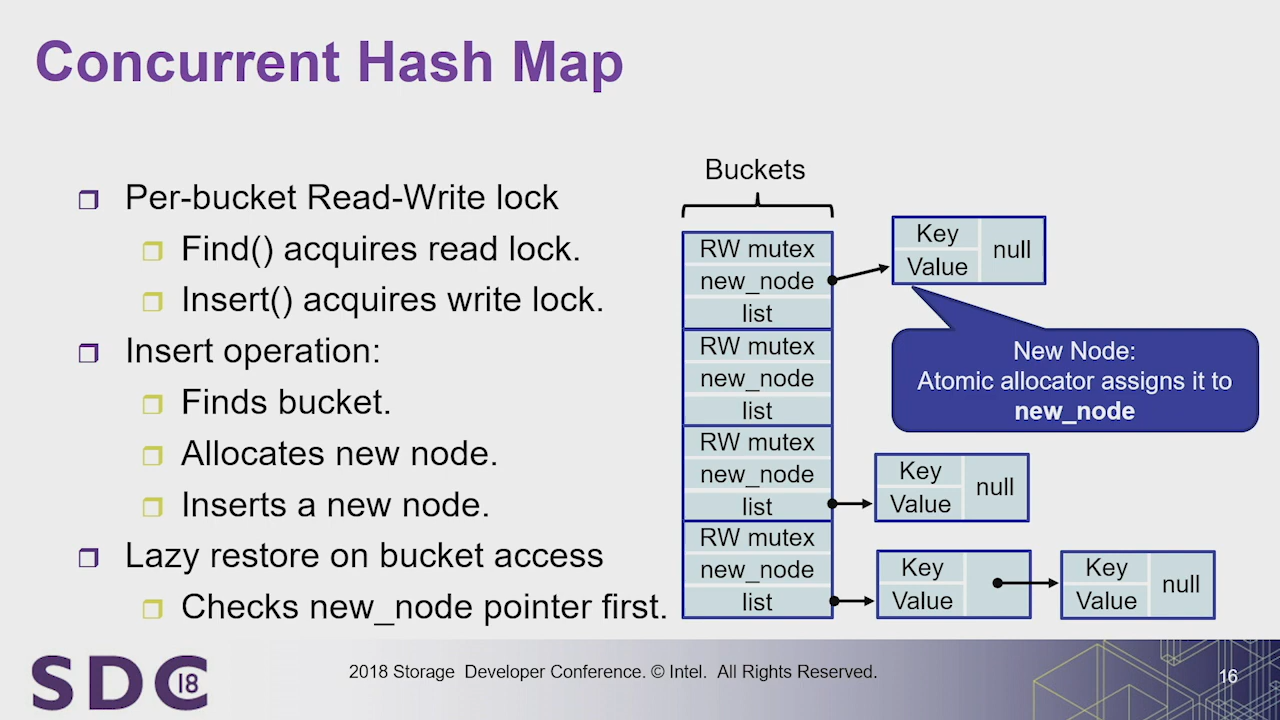 Concurrent Hash Map
Per-bucket Read-Write lock
Find() acquires read lock.
Insert() acquires write lock.
Insert operation:
Finds bucket.
Allocates new node.
Inserts a new node.
Lazy restore on bucket access
Checks new_node pointer first.
Buckets
RW mutex
new_node
list
RW mutex
new_node
list
RW mutex
new_node
list
RW mutex
new_node
list
Key
Value
null
New Node:
Atomic allocator assigns it to
new_node
Key
Value
null
Key
Value
Key
Value
null
SDC 18
2018 Storage Developer Conference. © Intel. All Rights Reserved.
16